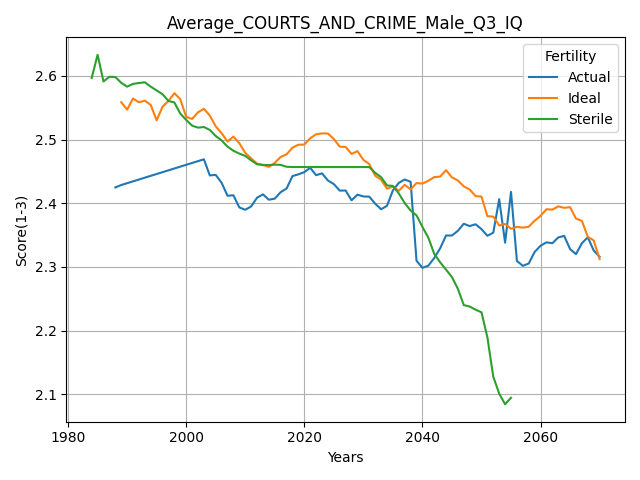 Average_COURTS_AND_CRIME_Male_Q3_IQ
Fertility
Actual
Ideal
Sterile
Score(1-3)
2.6
2.5
2.4
2.3
2.2
2.1
1980
2000
2020
2040
2060
Years